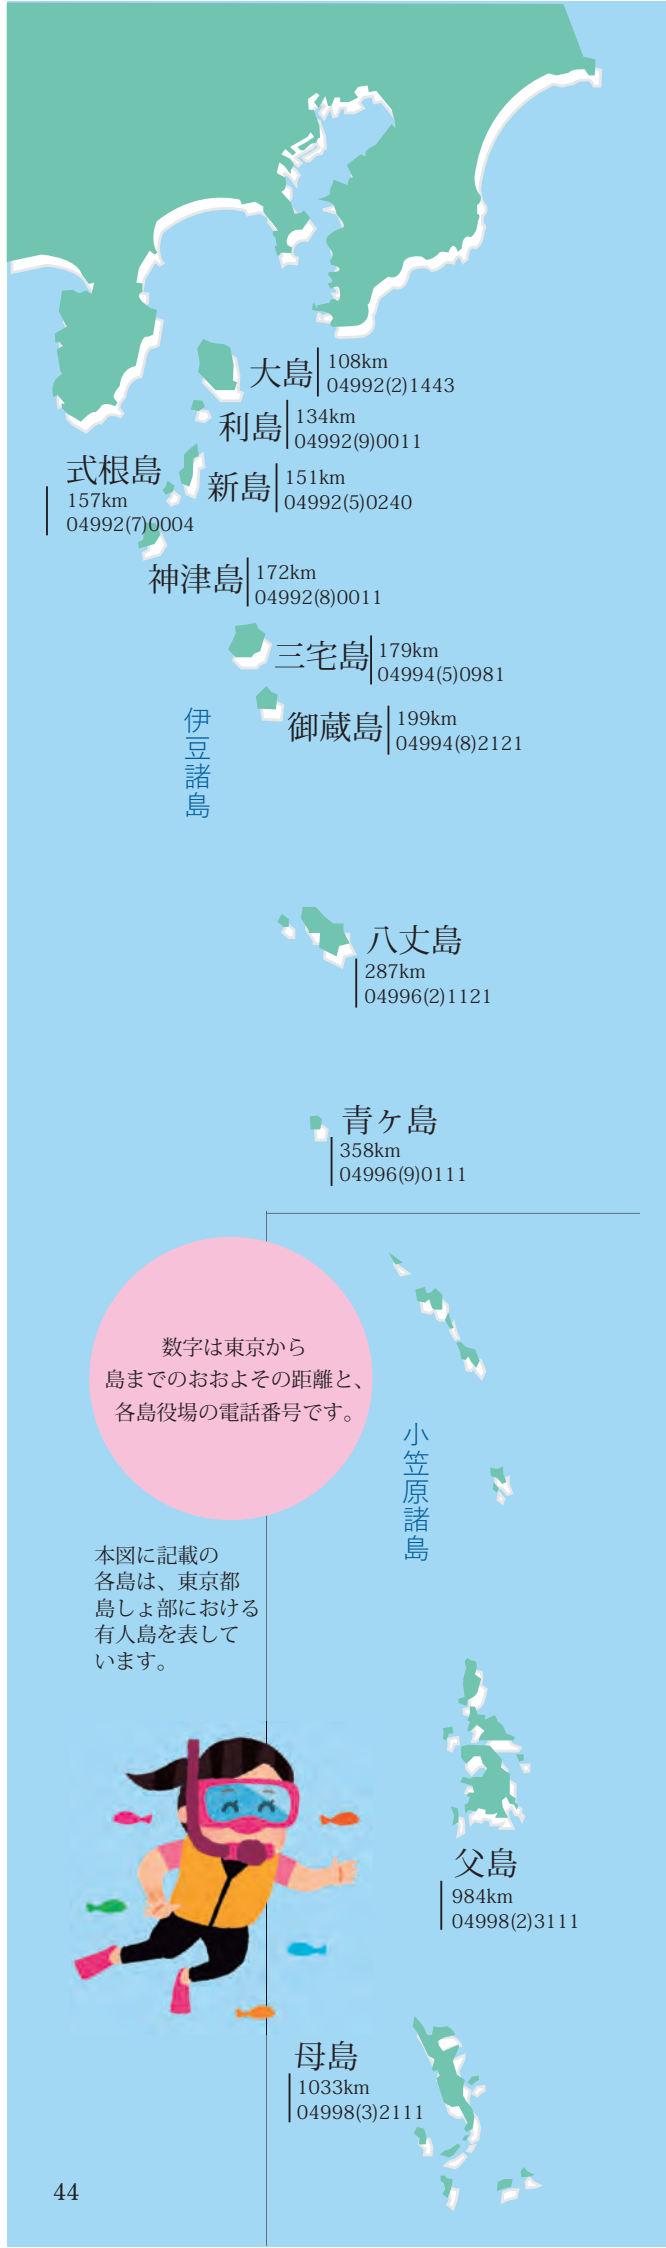 大島
108km
04992(2)1443
利島
134km
04992(9)0011
式根島
157km
04992(7)0004
新島
151km
04992(5)0240
神津島
172km
04992(8)0011
三宅島
179km
04994(5)0981
御蔵島
199km
04994(8)2121
伊豆諸島
八丈島
287km
04996(2)1121
青ヶ島
358km
04996(9)0111
数字は東京から
島までのおおよその距離と、
各島役場の電話番号です。
小笠原諸島
本図に記載の
各島は、東京都
島しょ部における
有人島を表して
います。
父島
984km
04998(2)3111
母島
1033km
04998(3)2111
44